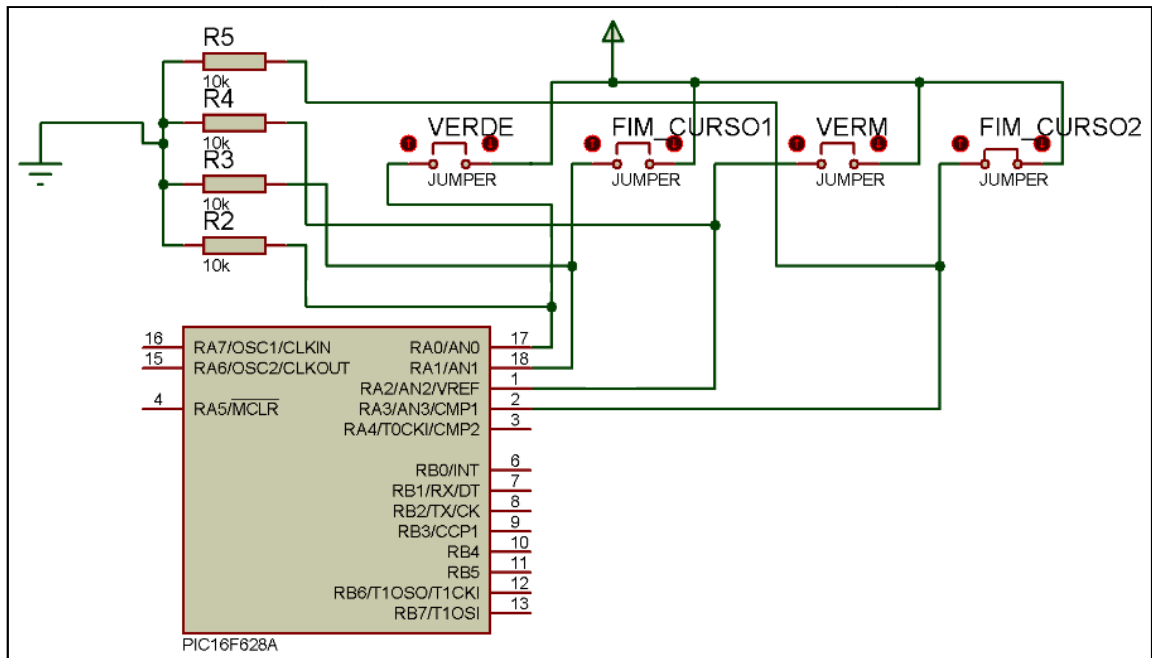 R5
10k
R4
10k
R3
10k
R2
10k
VERDE
JUMPER
FIM_CURSO1
JUMPER
VERM
JUMPER
FIM_CURSO2
JUMPER
16 RA7/OSC1/CLKIN RA0/AN0 17
15 RA6/OSC2/CLKOUT RA1/AN1 18
RA2/AN2/VREF 1
4 RA5/MCLR RA3/AN3/CMP1 2
RA4/T0CKI/CMP2 3
RB0/INT 6
RB1/RX/DT 7
RB2/TX/CK 8
RB3/CCP1 9
RB4 10
RB5 11
RB6/T1OSO/T1CKI 12
RB7/T1OSI 13
PIC16F628A